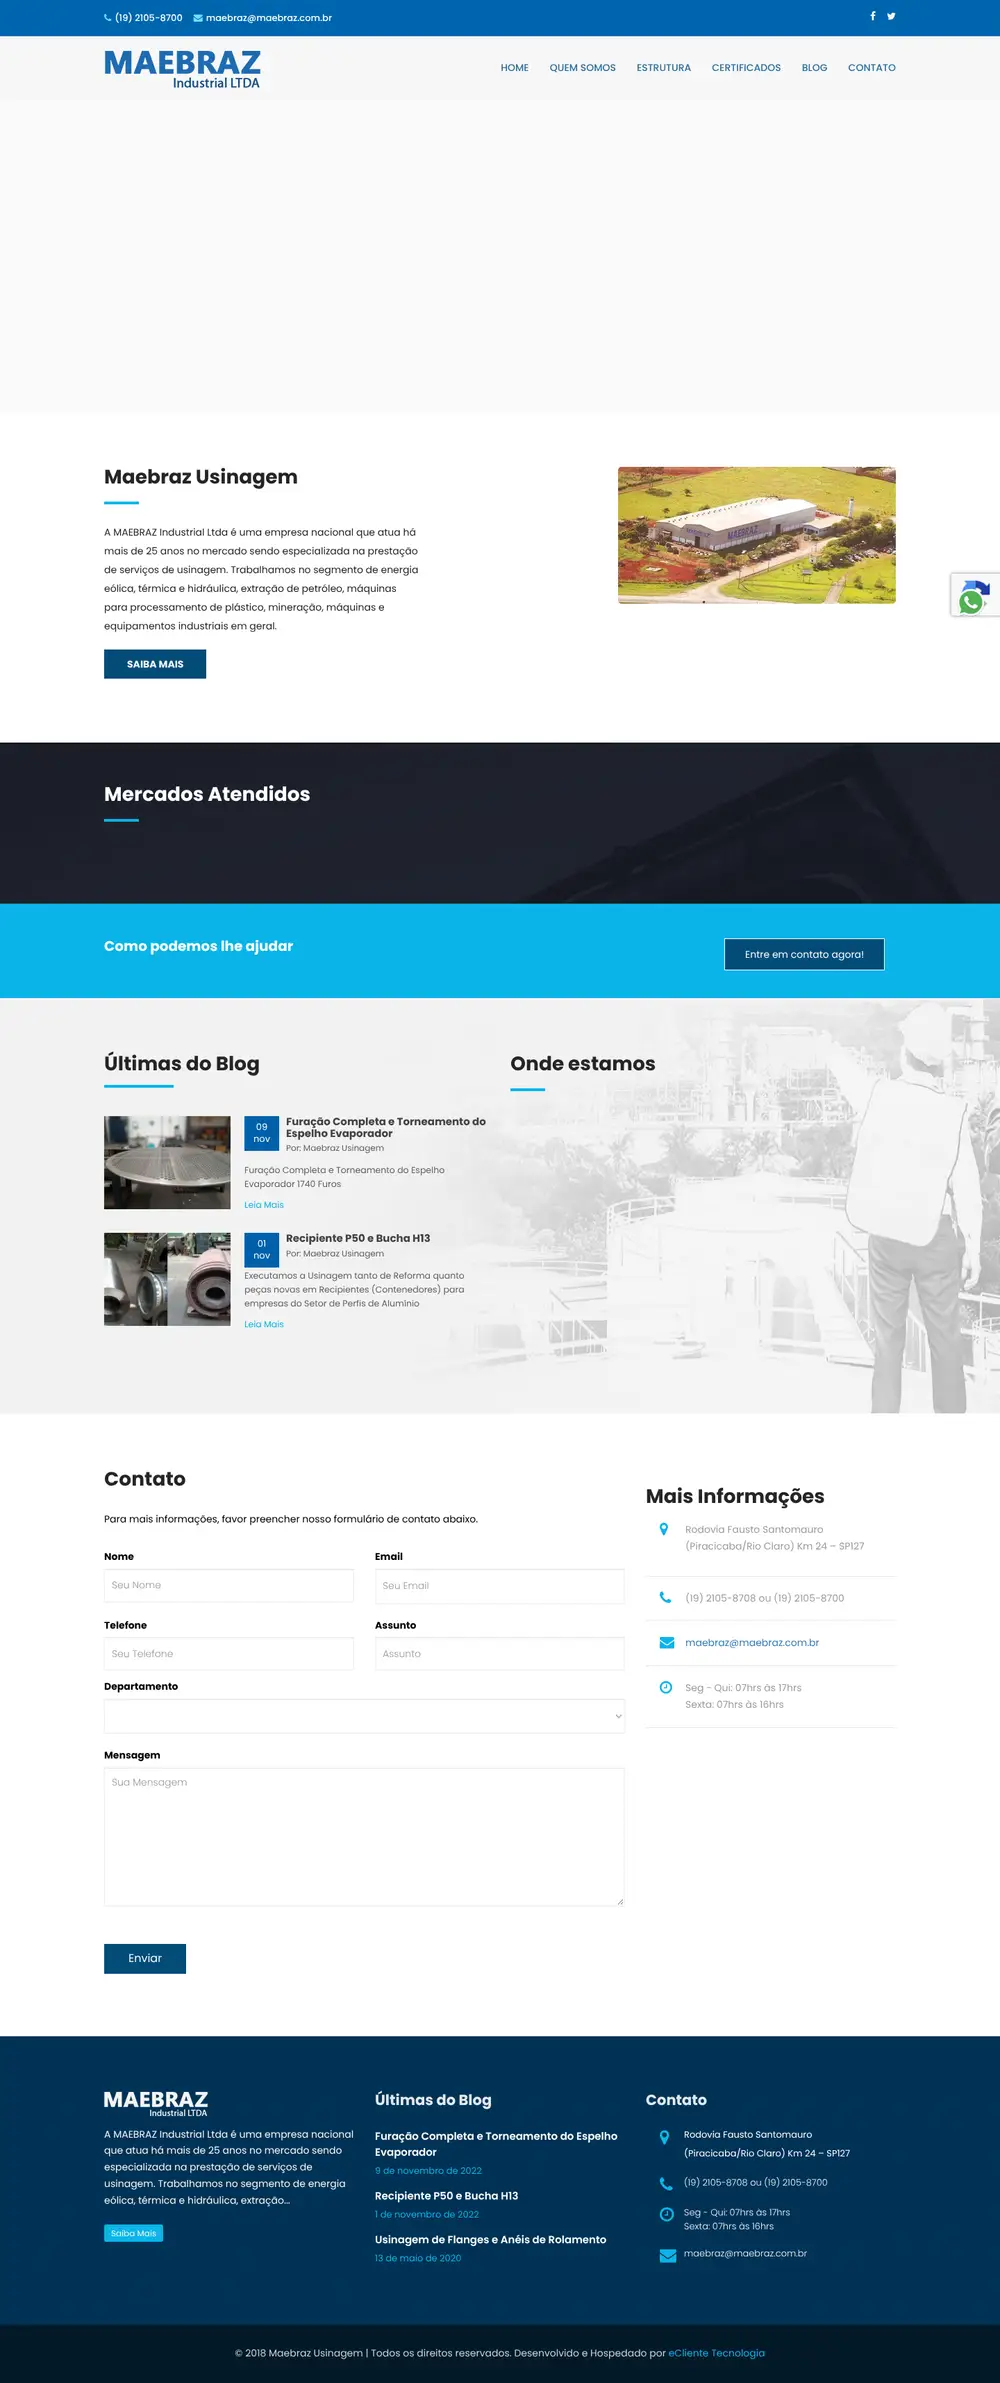 (19) 2105-8700 maebraz@maebraz.com.br
MAEBRAZ
Industrial LTDA
HOME QUEM SOMOS ESTRUTURA CERTIFICADOS BLOG CONTATO
Maebraz Usinagem
A MAEBRAZ Industrial Ltda é uma empresa nacional que atua há
mais de 25 anos no mercado sendo especializada na prestação
de serviços de usinagem. Trabalhamos no segmento de energia
eólica, térmica e hidráulica, extração de petróleo, máquinas
para processamento de plástico, mineração, máquinas e
equipamentos industriais em geral.
SAIBA MAIS
MAEBRAZ
Mercados Atendidos
Como podemos lhe ajudar
Entre em contato agora!
Últimas do Blog
09
nov
Furação Completa e Torneamento do
Espelho Evaporador
Por: Maebraz Usinagem
Furação Completa e Torneamento do Espelho
Evaporador 1740 Furos
Leia Mais
01
nov
Recipiente P50 e Bucha H13
Por: Maebraz Usinagem
Executamos a Usinagem tanto de Reforma quanto
peças novas em Recipientes (Contenedores) para
empresas do Setor de Perfis de Alumínio
Leia Mais
Onde estamos
Contato
Para mais informações, favor preencher nosso formulário de contato abaixo.
Nome Email
Seu Nome Seu Email
Telefone Assunto
Seu Telefone Assunto
Departamento
Mensagem
Sua Mensagem
Enviar
Mais Informações
Rodovia Fausto Santomauro
(Piracicaba/Rio Claro) Km 24 – SP127
(19) 2105-8708 ou (19) 2105-8700
maebraz@maebraz.com.br
Seg - Qui: 07hrs às 17hrs
Sexta: 07hrs às 16hrs
MAEBRAZ
Industrial LTDA
A MAEBRAZ Industrial Ltda é uma empresa nacional
que atua há mais de 25 anos no mercado sendo
especializada na prestação de serviços de
usinagem. Trabalhamos no segmento de energia
eólica, térmica e hidráulica, extração...
Saiba Mais
Últimas do Blog
Furação Completa e Torneamento do Espelho
Evaporador
9 de novembro de 2022
Recipiente P50 e Bucha H13
1 de novembro de 2022
Usinagem de Flanges e Anéis de Rolamento
13 de maio de 2020
Contato
Rodovia Fausto Santomauro
(Piracicaba/Rio Claro) Km 24 – SP127
(19) 2105-8708 ou (19) 2105-8700
Seg - Qui: 07hrs às 17hrs
Sexta: 07hrs às 16hrs
maebraz@maebraz.com.br
© 2018 Maebraz Usinagem | Todos os direitos reservados. Desenvolvido e Hospedado por eCliente Tecnologia